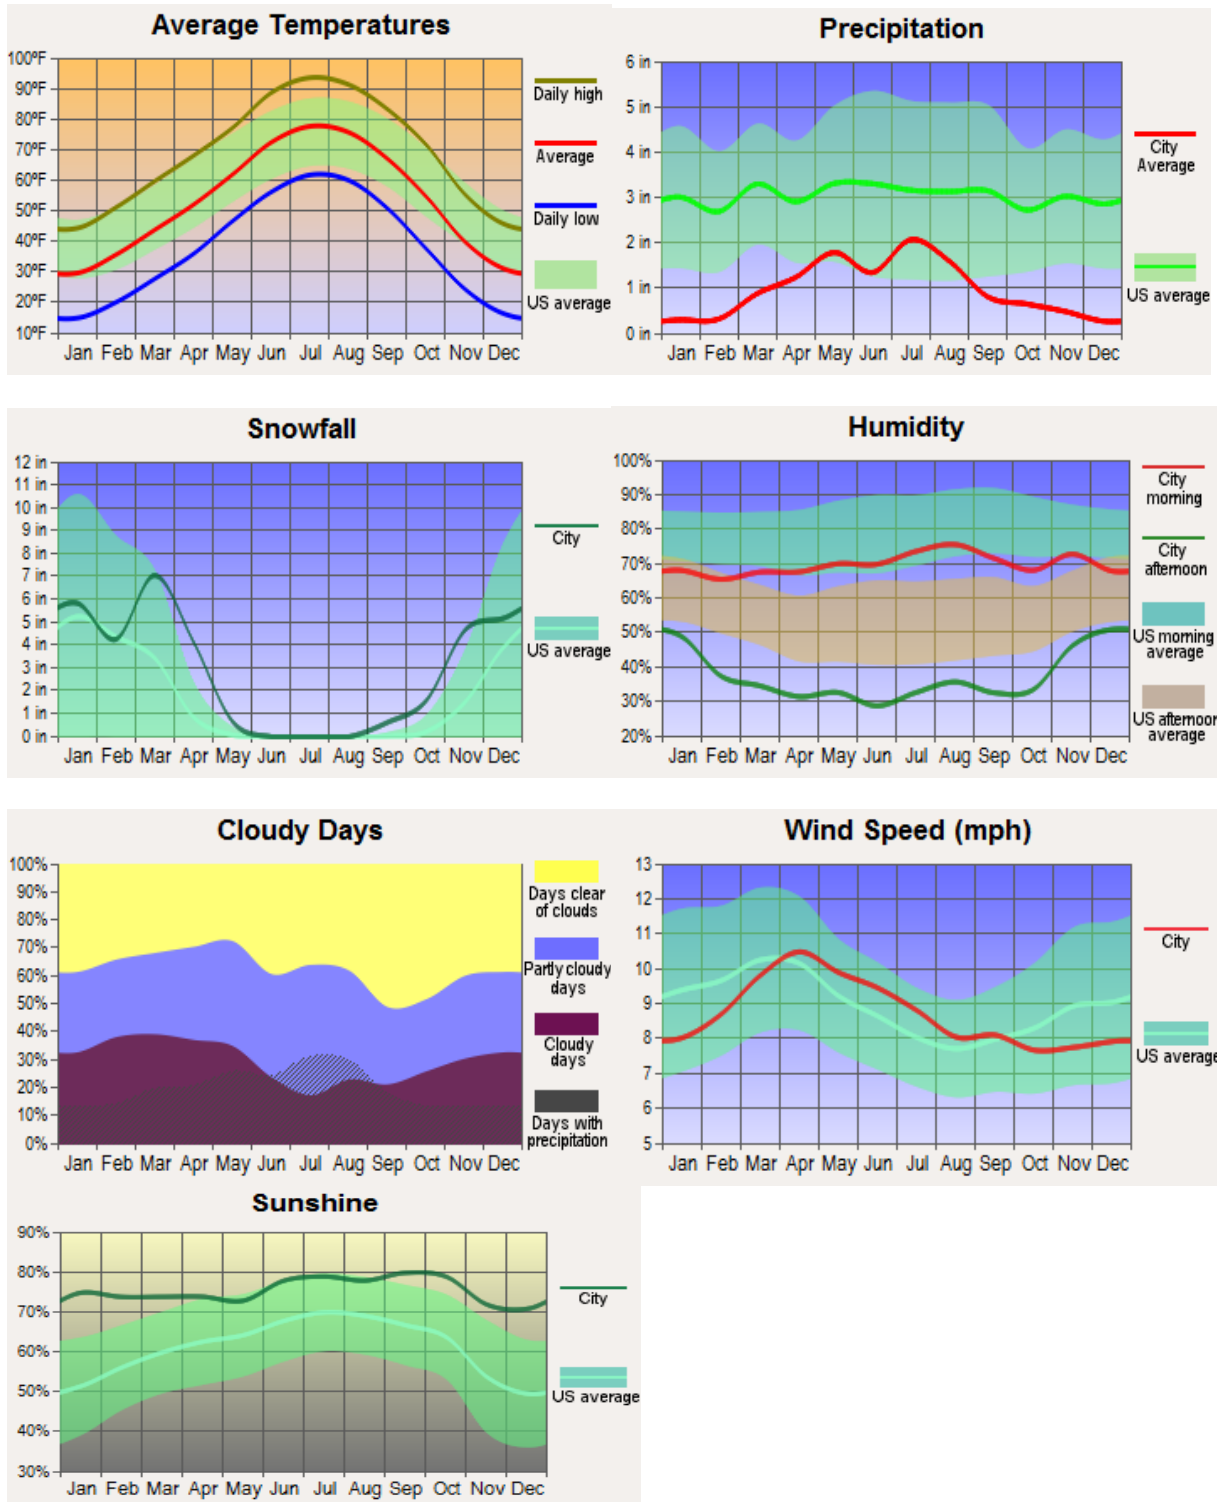 Average Temperatures
100ºF
90ºF
80ºF
70ºF
60ºF
50ºF
40ºF
30ºF
20ºF
10ºF
Jan Feb Mar Apr May Jun Jul Aug Sep Oct Nov Dec
Daily high
Average
Daily low
US average
Precipitation
6 in
5 in
4 in
3 in
2 in
1 in
0 in
Jan Feb Mar Apr May Jun Jul Aug Sep Oct Nov Dec
City
Average
US average
Snowfall
12 in
11 in
10 in
9 in
8 in
7 in
6 in
5 in
4 in
3 in
2 in
1 in
0 in
Jan Feb Mar Apr May Jun Jul Aug Sep Oct Nov Dec
City
US average
Humidity
100%
90%
80%
70%
60%
50%
40%
30%
20%
Jan Feb Mar Apr May Jun Jul Aug Sep Oct Nov Dec
City
morning
City
afternoon
US morning
average
US afternoon
average
Cloudy Days
100%
90%
80%
70%
60%
50%
40%
30%
20%
10%
0%
Jan Feb Mar Apr May Jun Jul Aug Sep Oct Nov Dec
Days clear
of clouds
Partly cloudy
days
Cloudy
days
Days with
precipitation
Wind Speed (mph)
13
12
11
10
9
8
7
6
5
Jan Feb Mar Apr May Jun Jul Aug Sep Oct Nov Dec
City
US average
Sunshine
90%
80%
70%
60%
50%
40%
30%
Jan Feb Mar Apr May Jun Jul Aug Sep Oct Nov Dec
City
US average